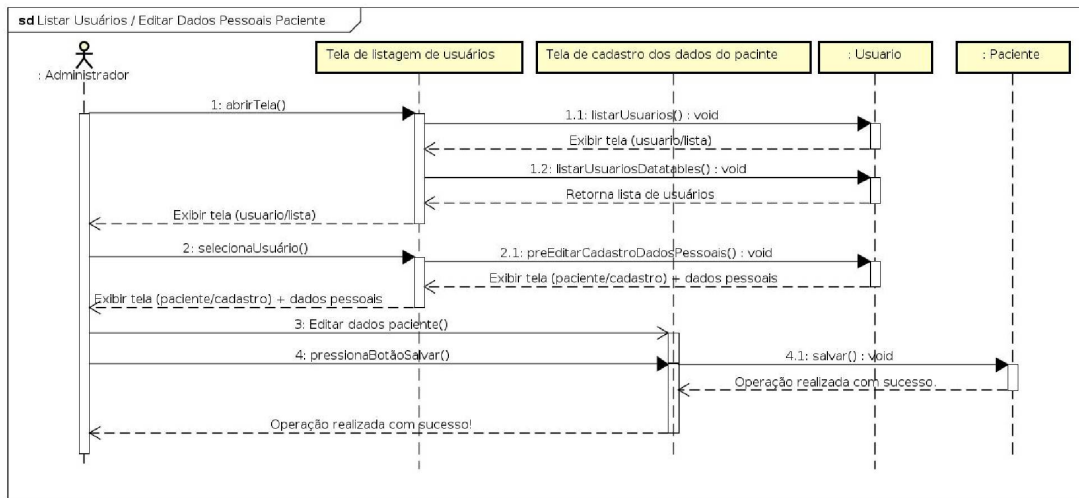 sd Listar Usuários / Editar Dados Pessoais Paciente
: Administrador
Tela de listagem de usuários
Tela de cadastro dos dados do pacinte
: Usuario
: Paciente
1: abrirTela()
1.1: listarUsuarios() : void
Exibir tela (usuario/lista)
1.2: listarUsuariosDatatables() : void
Retorna lista de usuários
Exibir tela (usuario/lista)
2: selecionaUsuário()
2.1: preEditarCadastroDadosPessoais() : void
Exibir tela (paciente/cadastro) + dados pessoais
Exibir tela (paciente/cadastro) + dados pessoais
3: Editar dados paciente()
4: pressionaBotãoSalvar()
4.1: salvar() : void
Operação realizada com sucesso.
Operação realizada com sucesso!